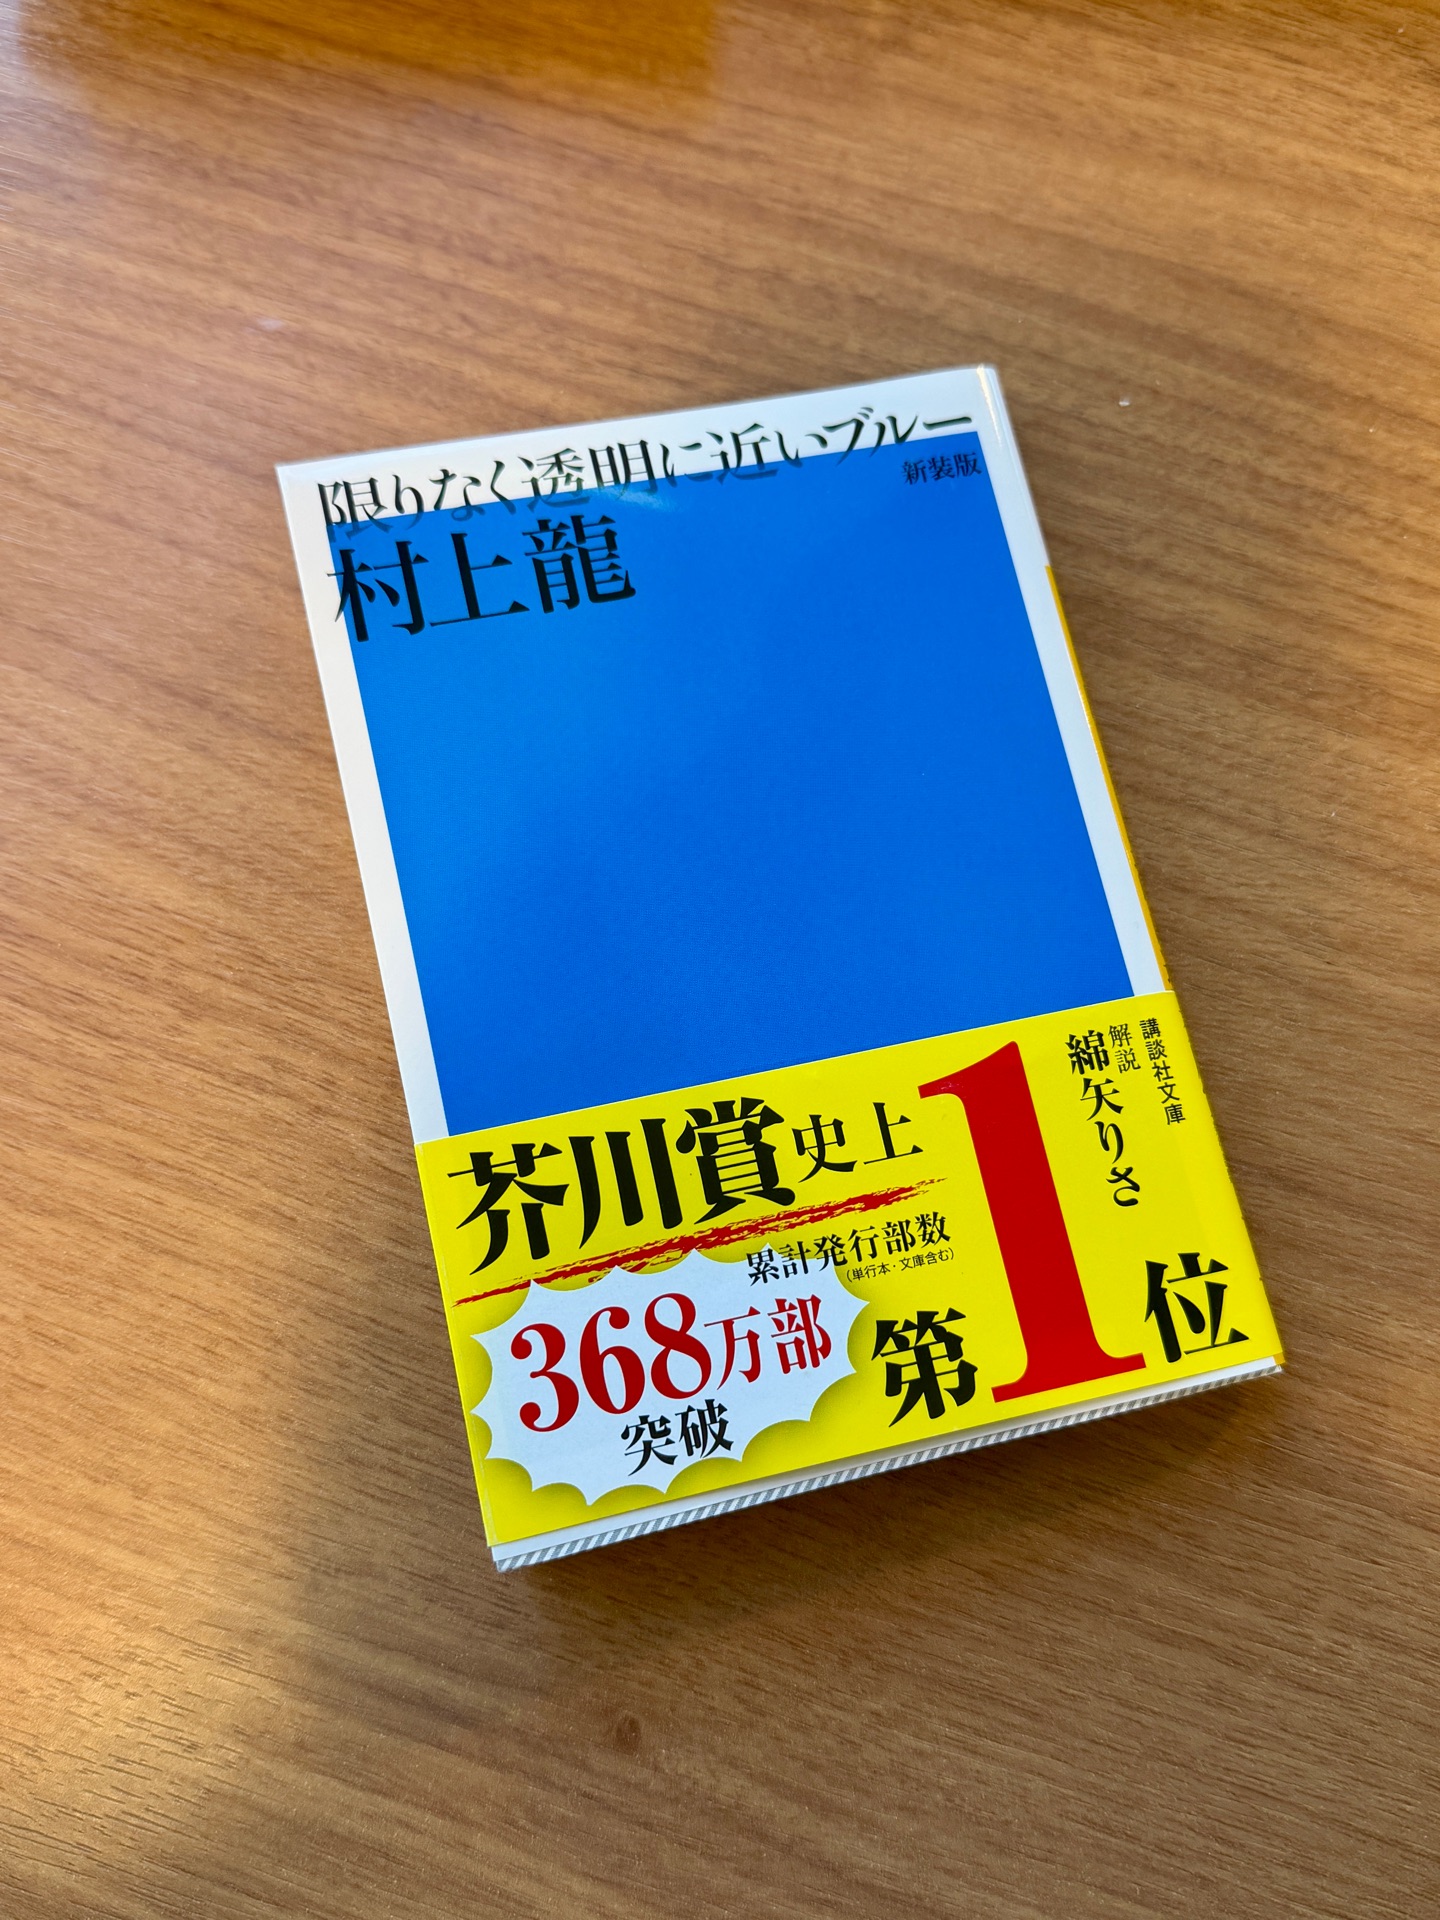 限りなく透明に近いブルー
新装版
村上龍
講談社文庫
解説
綿矢りさ
芥川賞史上
累計発行部数
(単行本・文庫含む)
368万部
突破
第1位